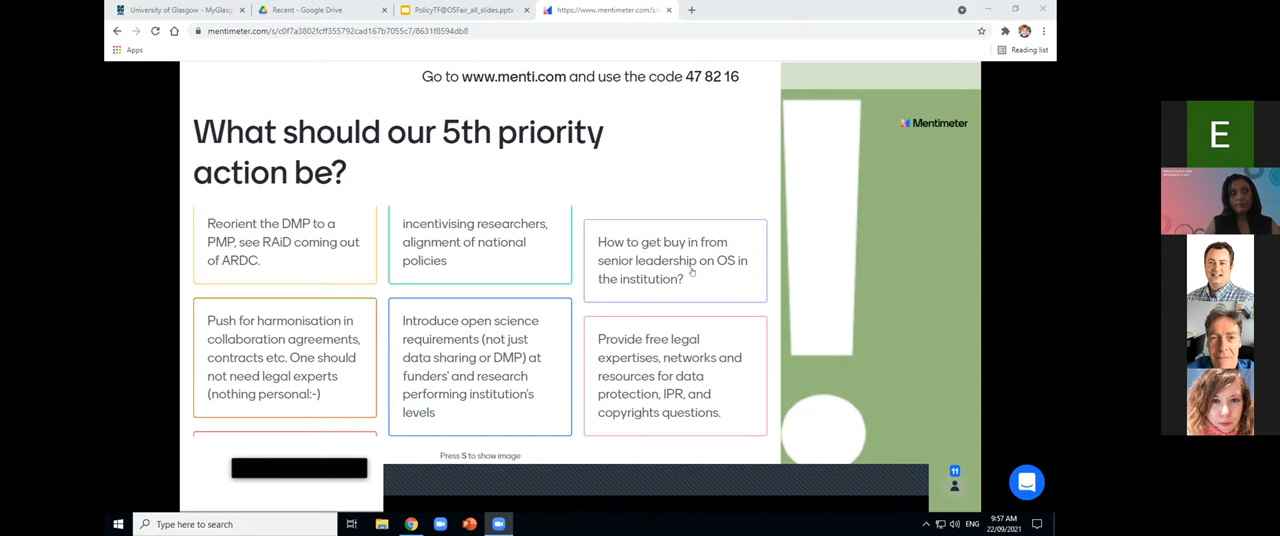 University of Glasgow - MyGlasg
Recent - Google Drive
PolicyTF@OSFair_all_slides.pptx
https://www.mentimeter.com/s/c
mentimeter.com/s/c0f7a3802fcff355792cad167b7055c7/8631f8594db8
Apps
Reading list
Go to www.menti.com and use the code 47 82 16
Mentimeter
What should our 5th priority
action be?
Reorient the DMP to a
PMP, see RAiD coming out
of ARDC.
incentivising researchers,
alignment of national
policies
How to get buy in from
senior leadership on OS in
the institution?
Push for harmonisation in
collaboration agreements,
contracts etc. One should
not need legal experts
(nothing personal:-)
Introduce open science
requirements (not just
data sharing or DMP) at
funders' and research
performing institution's
levels
Provide free legal
expertises, networks and
resources for data
protection, IPR, and
copyrights questions.
Press S to show image
11
E
Type here to search
ENG
9:57 AM
22/09/2021